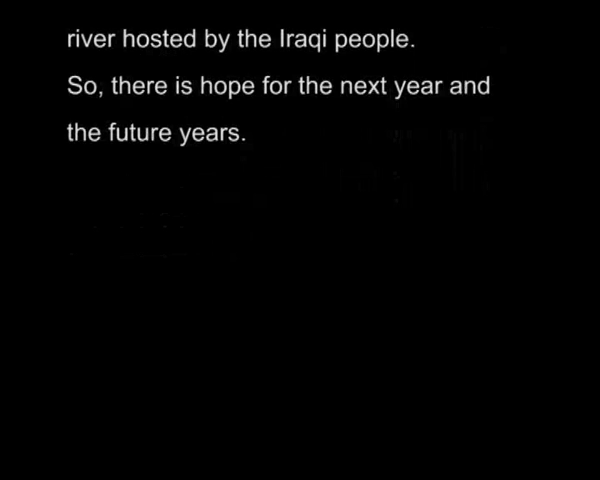 river hosted by the Iraqi people.
So, there is hope for the next year and
the future years.